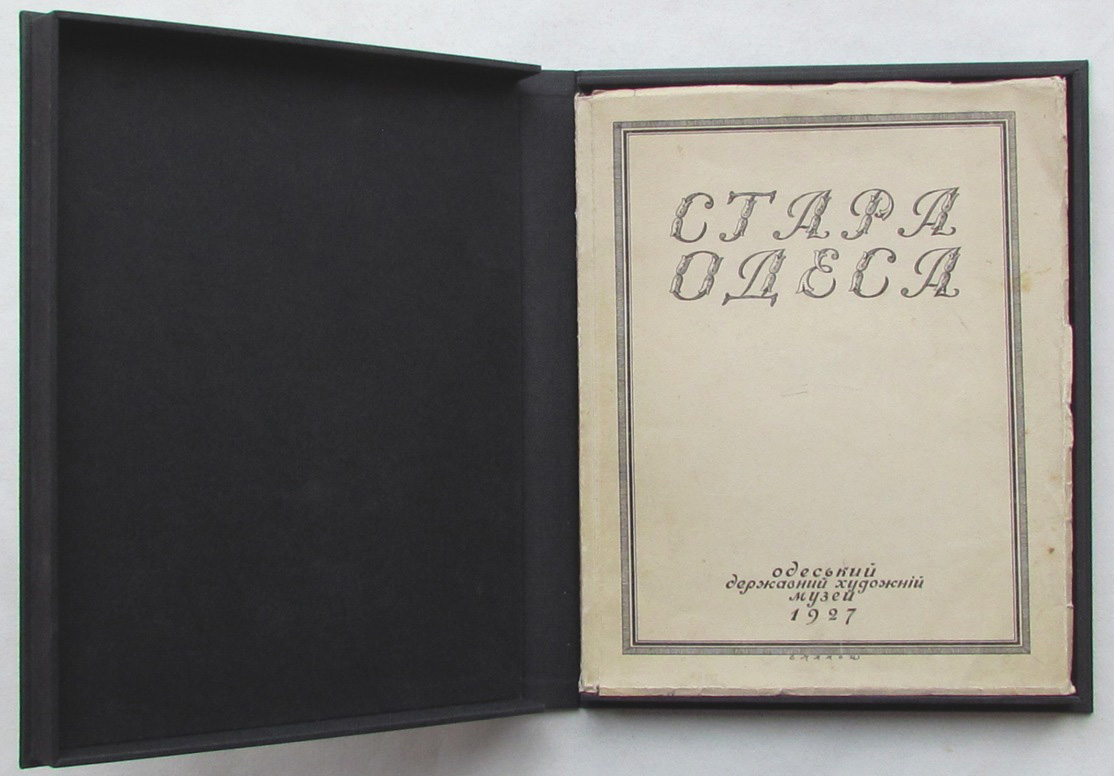 СТАРА
ОДЕСА
одеський
державний художній
музей
1927